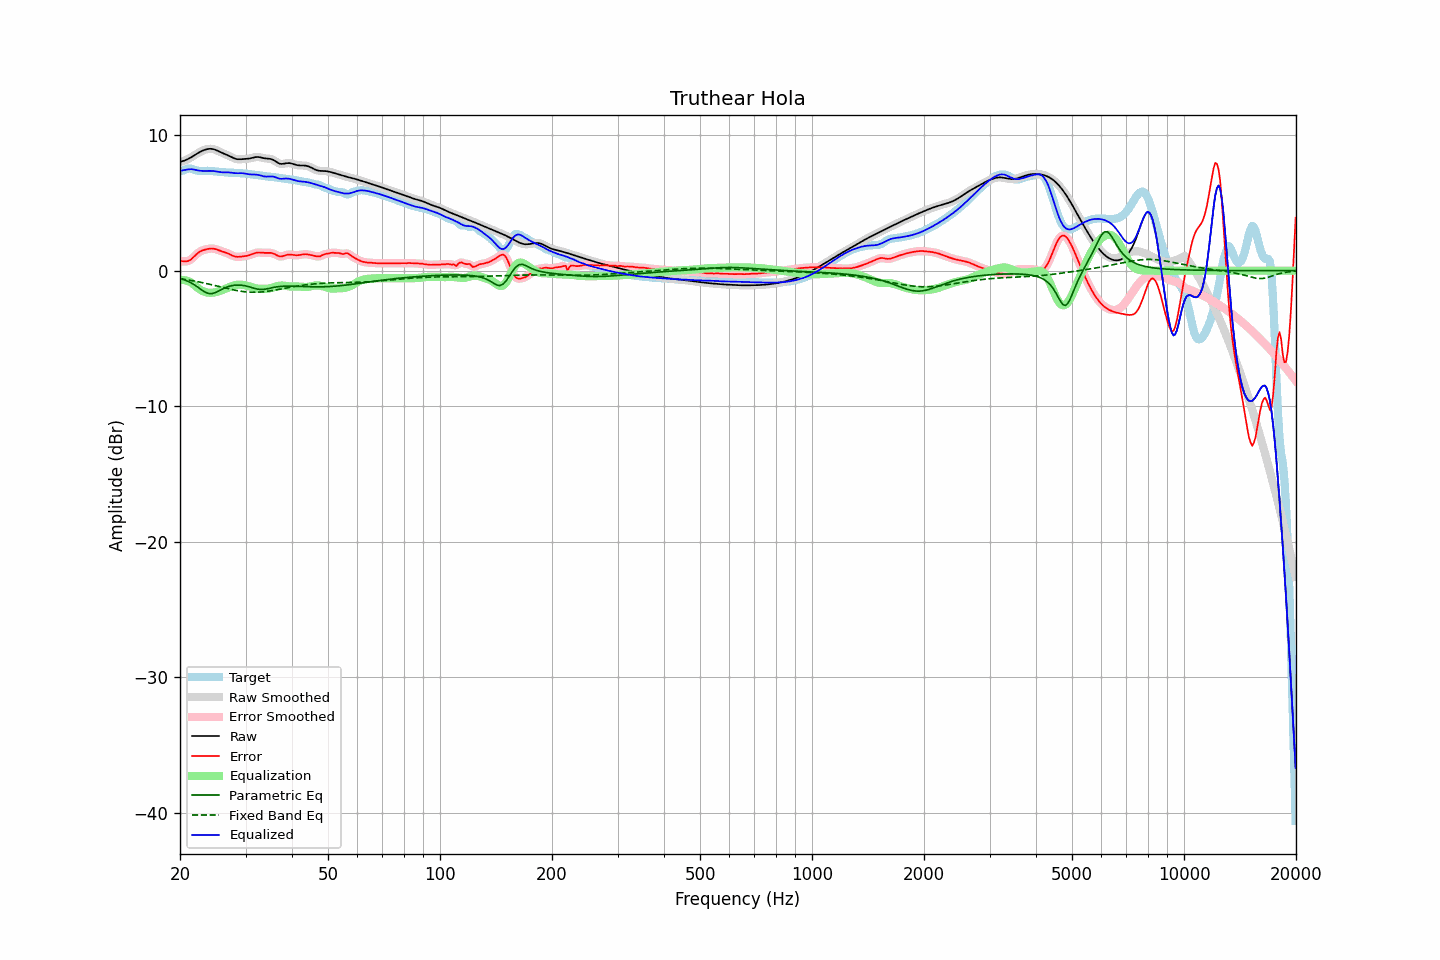 Truthear Hola
Amplitude (dBr)
10
0
−10
−20
−30
−40
Target
Raw Smoothed
Error Smoothed
Raw
Error
Equalization
Parametric Eq
Fixed Band Eq
Equalized
20 50 100 200 500 1000 2000 5000 10000 20000
Frequency (Hz)